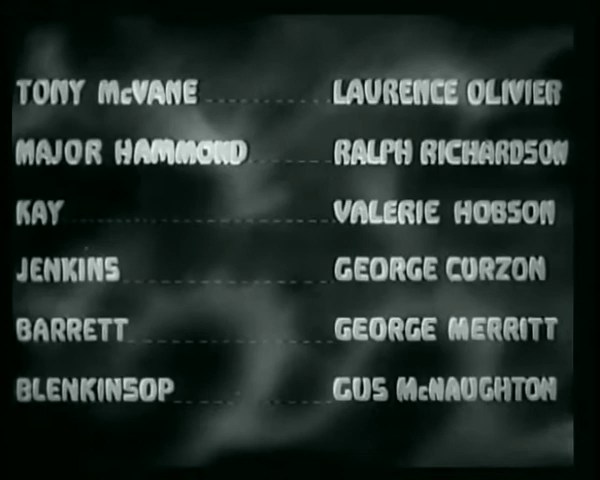 TONY McVANE LAURENCE OLIVIER
MAJOR HAMMOND RALPH RICHARDSON
KAY VALERIE HOBSON
JENKINS GEORGE CURZON
BARRETT GEORGE MERRITT
BLENKINSOP GUS McNAUGHTON